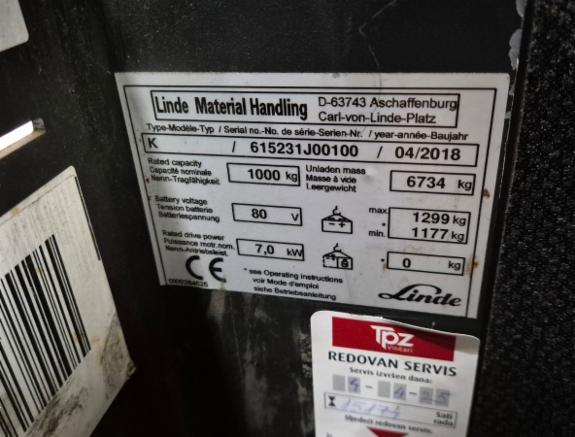 Linde Material Handling
D-63743 Aschaffenburg
Carl-von-Linde-Platz
Type-Modèle-Typ / Serial no.-No. de série-Serien-Nr. / year-année-Baujahr
K / 615231J00100 / 04/2018
Rated capacity
Capacité nominale
Nenn-Tragfähigkeit
1000 kg
Unladen mass
Masse à vide
Leergewicht
6734 kg
Battery voltage
Tension batterie
Batteriespannung
80 V
max. 1299 kg
min. 1177 kg
Rated drive power
Puissance motr. nom.
Nenn-Antriebsleist.
7,0 kW
* 0 kg
CE
* see Operating instructions
voir Mode d'emploi
siehe Betriebsanleitung
Linde
Tpz
REDOVAN SERVIS
Servis izvršen dana:
Sati
rada
Sljedeći redovan servis: